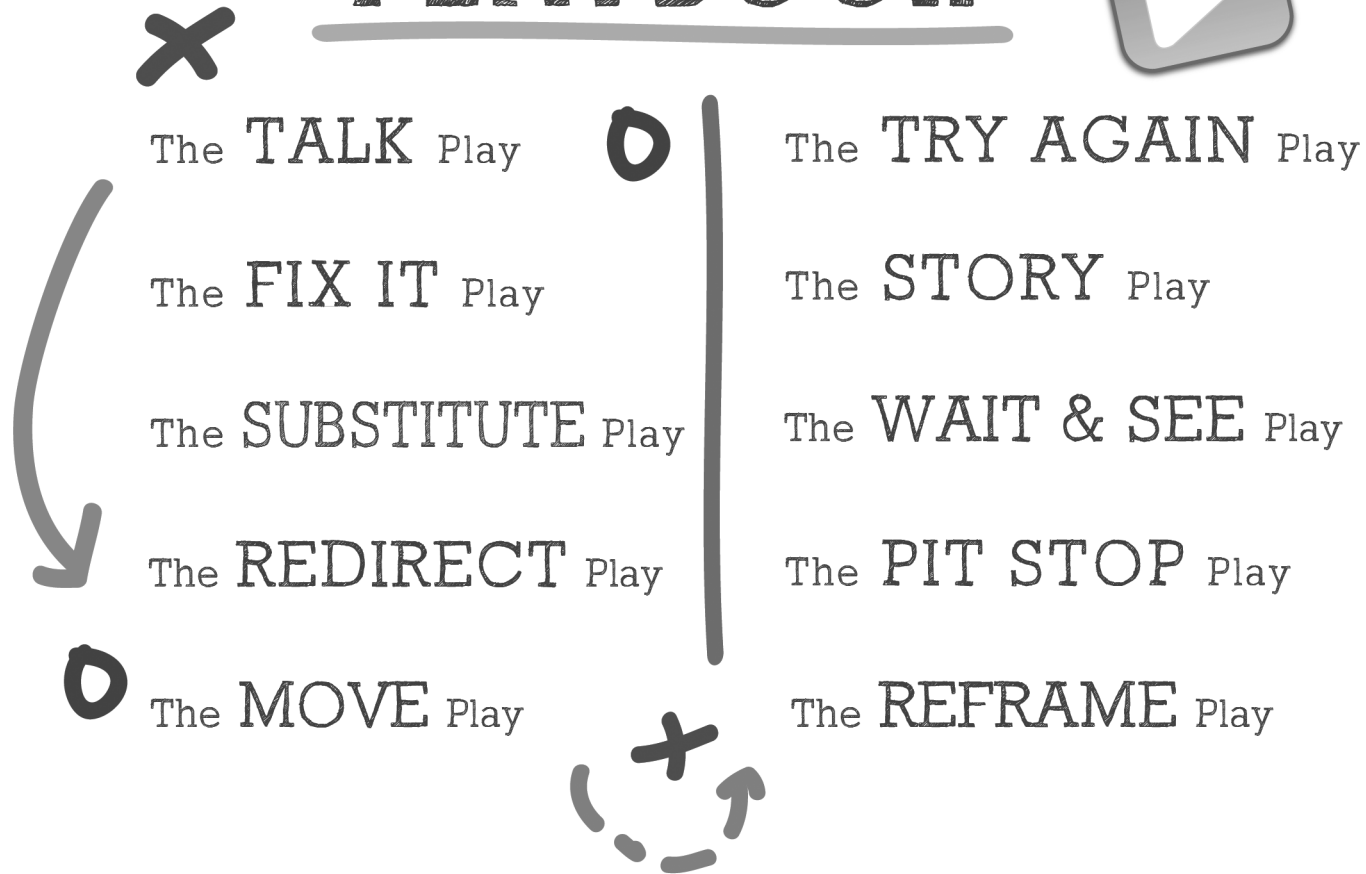 The TALK Play
The FIX IT Play
The SUBSTITUTE Play
The REDIRECT Play
The MOVE Play
The TRY AGAIN Play
The STORY Play
The WAIT & SEE Play
The PIT STOP Play
The REFRAME Play